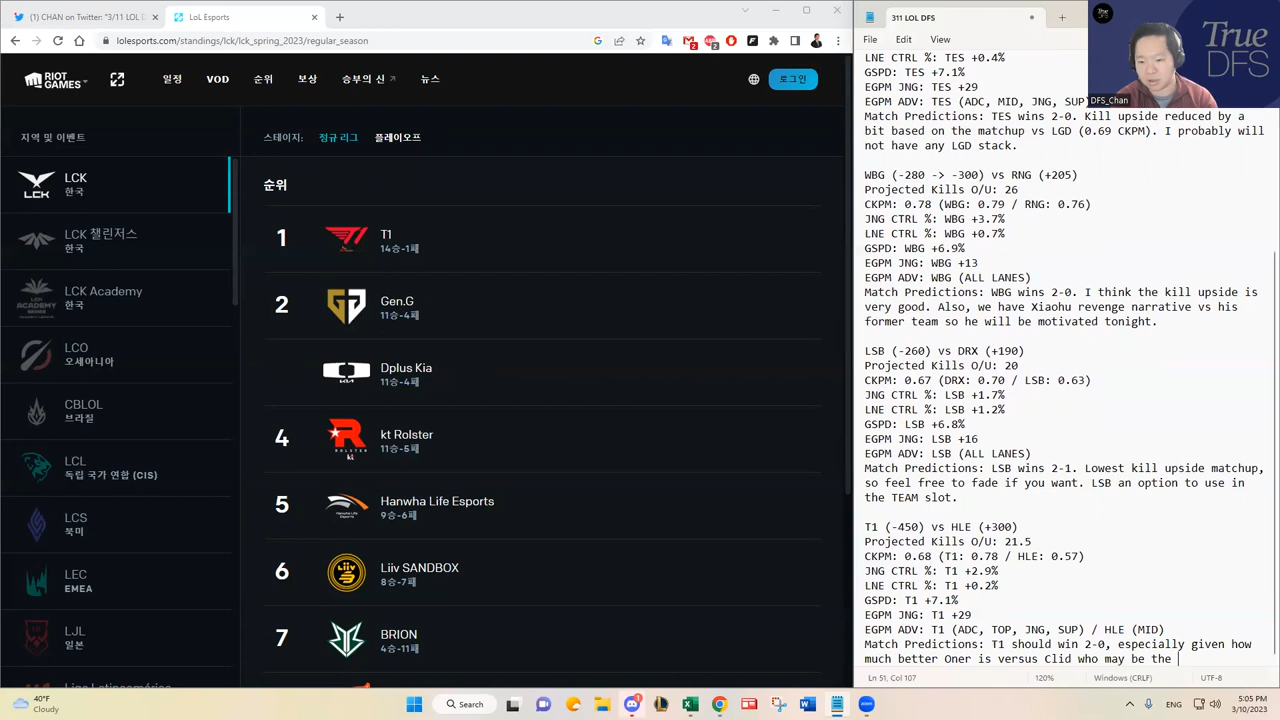 (1) CHAN on Twitter: "3/11 LOL D
LoL Esports
lolesports.com/standings/lck/lck_spring_2023/regular_season
RIOT GAMES
일정
VOD
순위
보상
승부의 신
뉴스
로그인
지역 및 이벤트
LCK
한국
LCK 챌린저스
한국
LCK Academy
한국
LCO
오세아니아
CBLOL
브라질
LCL
독립 국가 연합 (CIS)
LCS
북미
LEC
EMEA
LJL
일본
Liga Latinoamérica
스테이지:
정규 리그
플레이오프
순위
1
T1
14승-1패
2
Gen.G
11승-4패
Dplus Kia
11승-4패
4
kt Rolster
11승-5패
5
Hanwha Life Esports
9승-6패
6
Liiv SANDBOX
8승-7패
7
BRION
4승-11패
311 LOL DFS
File
Edit
View
LNE CTRL %: TES +0.4%
GSPD: TES +7.1%
EGPM JNG: TES +29
EGPM ADV: TES (ADC, MID, JNG, SUP)
Match Predictions: TES wins 2-0. Kill upside reduced by a
bit based on the matchup vs LGD (0.69 CKPM). I probably will
not have any LGD stack.
WBG (-280 -> -300) vs RNG (+205)
Projected Kills O/U: 26
CKPM: 0.78 (WBG: 0.79 / RNG: 0.76)
JNG CTRL %: WBG +3.7%
LNE CTRL %: WBG +0.7%
GSPD: WBG +6.9%
EGPM JNG: WBG +13
EGPM ADV: WBG (ALL LANES)
Match Predictions: WBG wins 2-0. I think the kill upside is
very good. Also, we have Xiaohu revenge narrative vs his
former team so he will be motivated tonight.
LSB (-260) vs DRX (+190)
Projected Kills O/U: 20
CKPM: 0.67 (DRX: 0.70 / LSB: 0.63)
JNG CTRL %: LSB +1.7%
LNE CTRL %: LSB +1.2%
GSPD: LSB +6.8%
EGPM JNG: LSB +16
EGPM ADV: LSB (ALL LANES)
Match Predictions: LSB wins 2-1. Lowest kill upside matchup,
so feel free to fade if you want. LSB an option to use in
the TEAM slot.
T1 (-450) vs HLE (+300)
Projected Kills O/U: 21.5
CKPM: 0.68 (T1: 0.78 / HLE: 0.57)
JNG CTRL %: T1 +2.9%
LNE CTRL %: T1 +0.2%
GSPD: T1 +7.1%
EGPM JNG: T1 +29
EGPM ADV: T1 (ADC, TOP, JNG, SUP) / HLE (MID)
Match Predictions: T1 should win 2-0, especially given how
much better Oner is versus Clid who may be the
Ln 51, Col 107
120%
Windows (CRLF)
UTF-8
True
DFS
DFS_Chan
40°F
Cloudy
Search
ENG
5:05 PM
3/10/2023